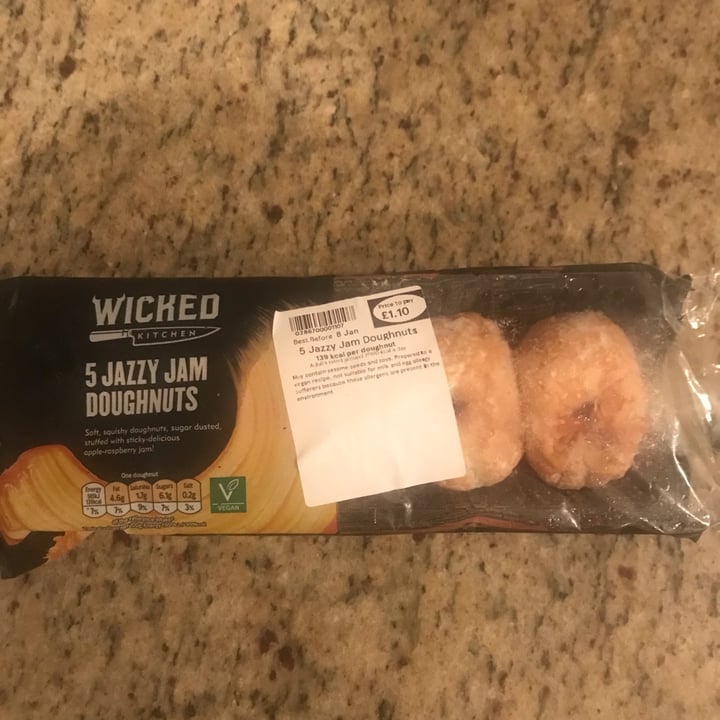 WICKED
KITCHEN
5 JAZZY JAM
DOUGHNUTS
Soft, squishy doughnuts, sugar dusted,
stuffed with sticky-delicious
apple-raspberry jam!
One doughnut
Energy Fat Saturates Sugars Salt
4.6g 1.7g 6.1g 0.2g
139kcal
7% 7% 9% 7% 3%
V
VEGAN
Price to pay
£1.10
Best Before 8 Jan
5 Jazzy Jam Doughnuts
139 kcal per doughnut
May contain sesame seeds and soya. Prepared to a
vegan recipe, not suitable for milk and egg allergy
sufferers because these allergens are present in the
environment